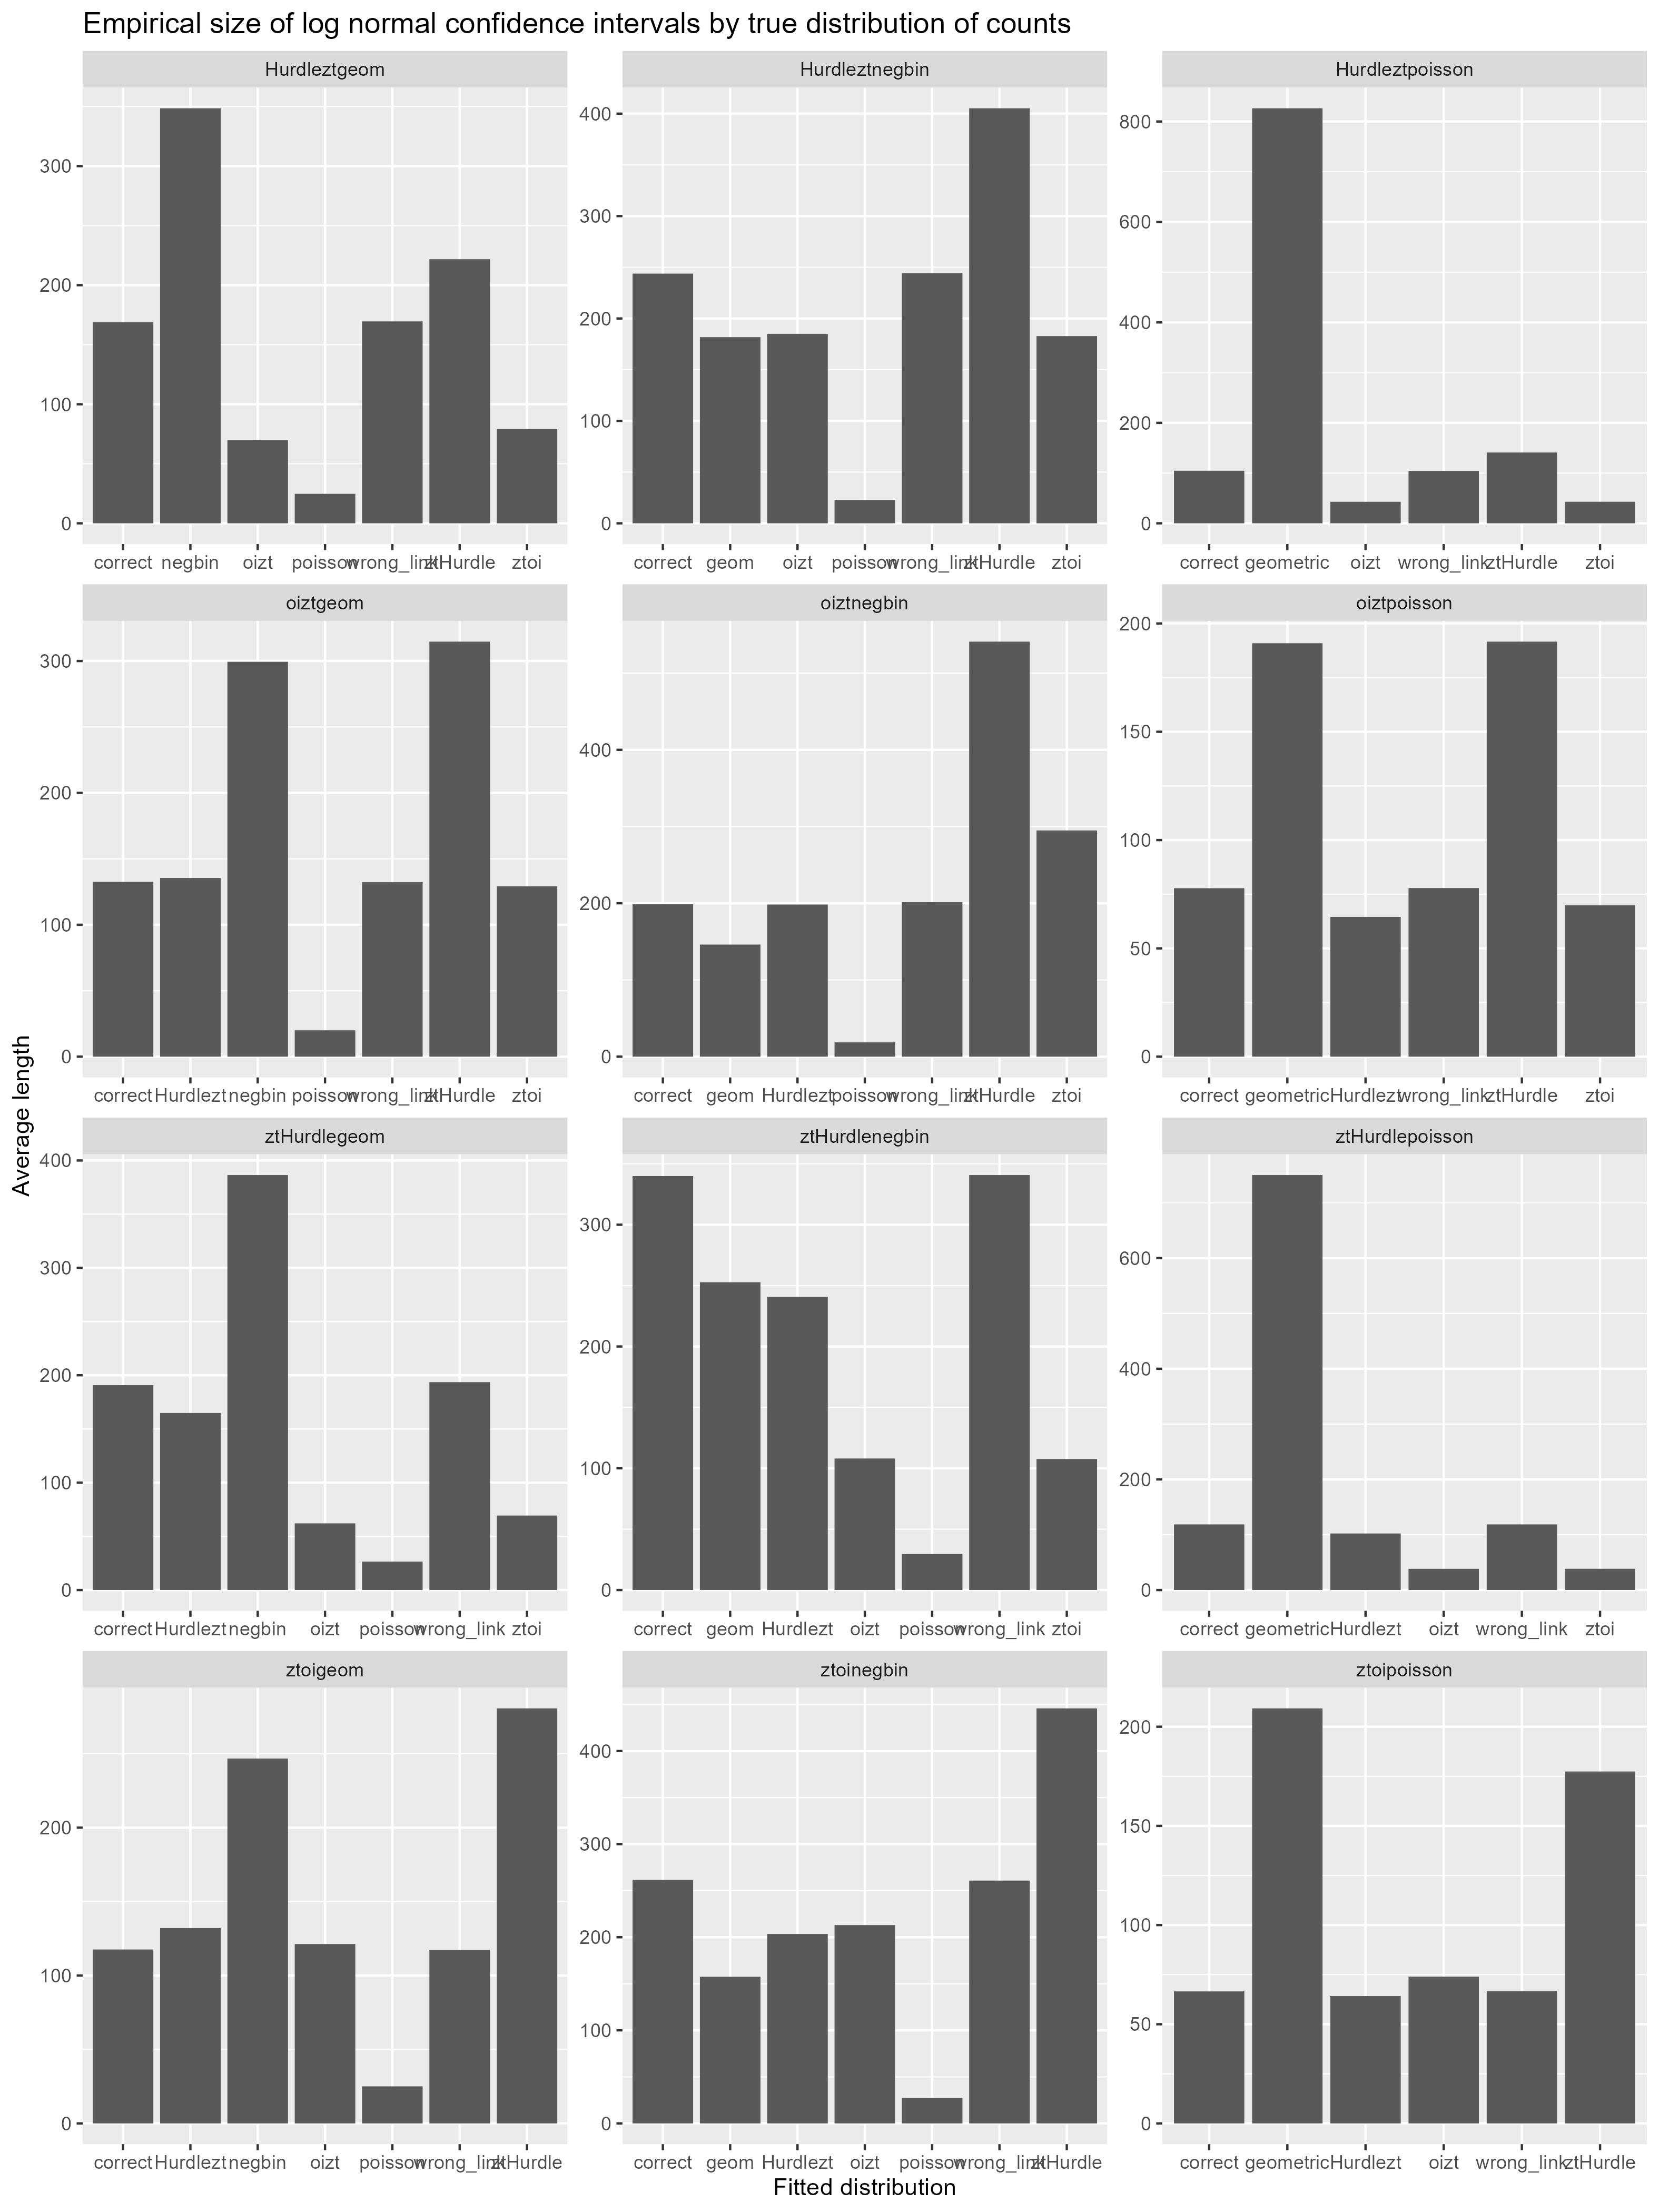 Empirical size of log normal confidence intervals by true distribution of counts
Hurdleztgeom
Hurdleztnegbin
Hurdleztpoisson
300
200
100
0
400
300
200
100
0
800
600
400
200
0
correct negbin oizt poisson wrong_link ztHurdle ztoi
correct geom oizt poisson wrong_link ztHurdle ztoi
correct geometric oizt wrong_link ztHurdle ztoi
oiztgeom
oiztnegbin
oiztpoisson
300
200
100
0
400
200
0
200
150
100
50
0
correct Hurdlezt negbin poisson wrong_link ztHurdle ztoi
correct geom Hurdlezt poisson wrong_link ztHurdle ztoi
correct geometric Hurdlezt wrong_link ztHurdle ztoi
Average length
ztHurdlegeom
ztHurdlenegbin
ztHurdlepoisson
400
300
200
100
0
300
200
100
0
600
400
200
0
correct Hurdlezt negbin oizt poisson wrong_link ztoi
correct geom Hurdlezt oizt poisson wrong_link ztoi
correct geometric Hurdlezt oizt wrong_link ztoi
ztoigeom
ztoinegbin
ztoipoisson
200
100
0
400
300
200
100
0
200
150
100
50
0
correct Hurdlezt negbin oizt poisson wrong_link ztHurdle
correct geom Hurdlezt oizt poisson wrong_link ztHurdle
correct geometric Hurdlezt oizt wrong_link ztHurdle
Fitted distribution